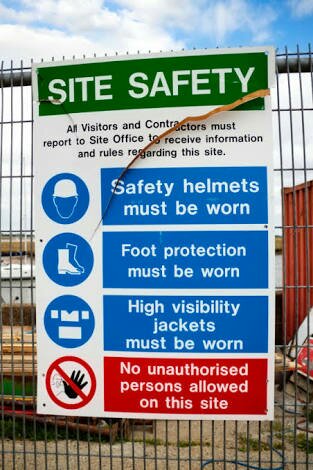 SITE SAFETY
All Visitors and Contractors must
report to Site Office to receive information
and rules regarding this site.
Safety helmets
must be worn
Foot protection
must be worn
High visibility
jackets
must be worn
No unauthorised
persons allowed
on this site